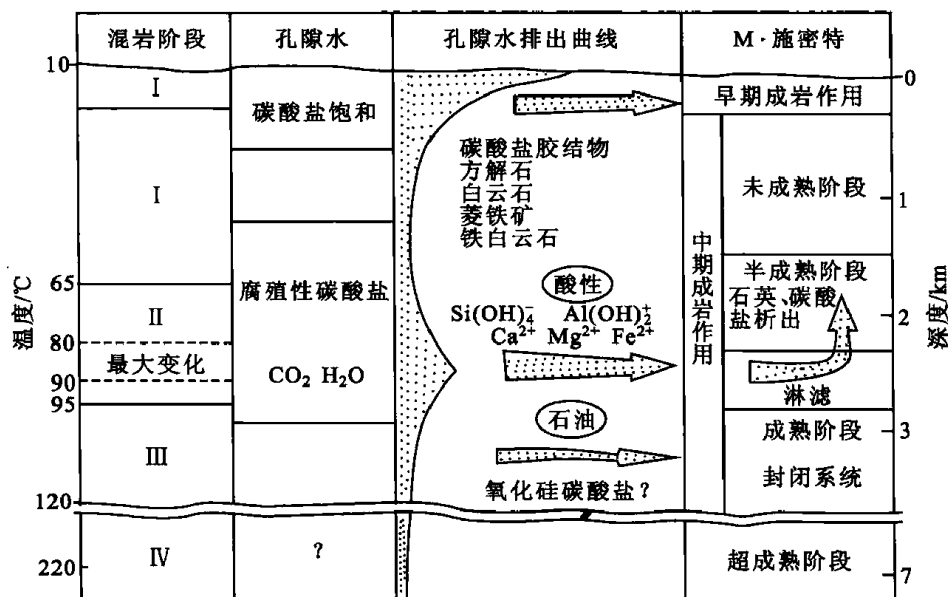 混岩阶段 孔隙水 孔隙水排出曲线 M·施密特
温度/℃
10
65
80
90
95
120
220
I
I
II
最大变化
III
IV
碳酸盐饱和
腐殖性碳酸盐
CO₂ H₂O
?
碳酸盐胶结物
方解石
白云石
菱铁矿
铁白云石
酸性
Si(OH)₄⁻ Al(OH)₂⁺
Ca²⁺ Mg²⁺ Fe²⁺
石油
氧化硅碳酸盐?
早期成岩作用
中期成岩作用
未成熟阶段
半成熟阶段
石英、碳酸
盐析出
淋滤
成熟阶段
封闭系统
超成熟阶段
0
1
2
3
7
深度/km